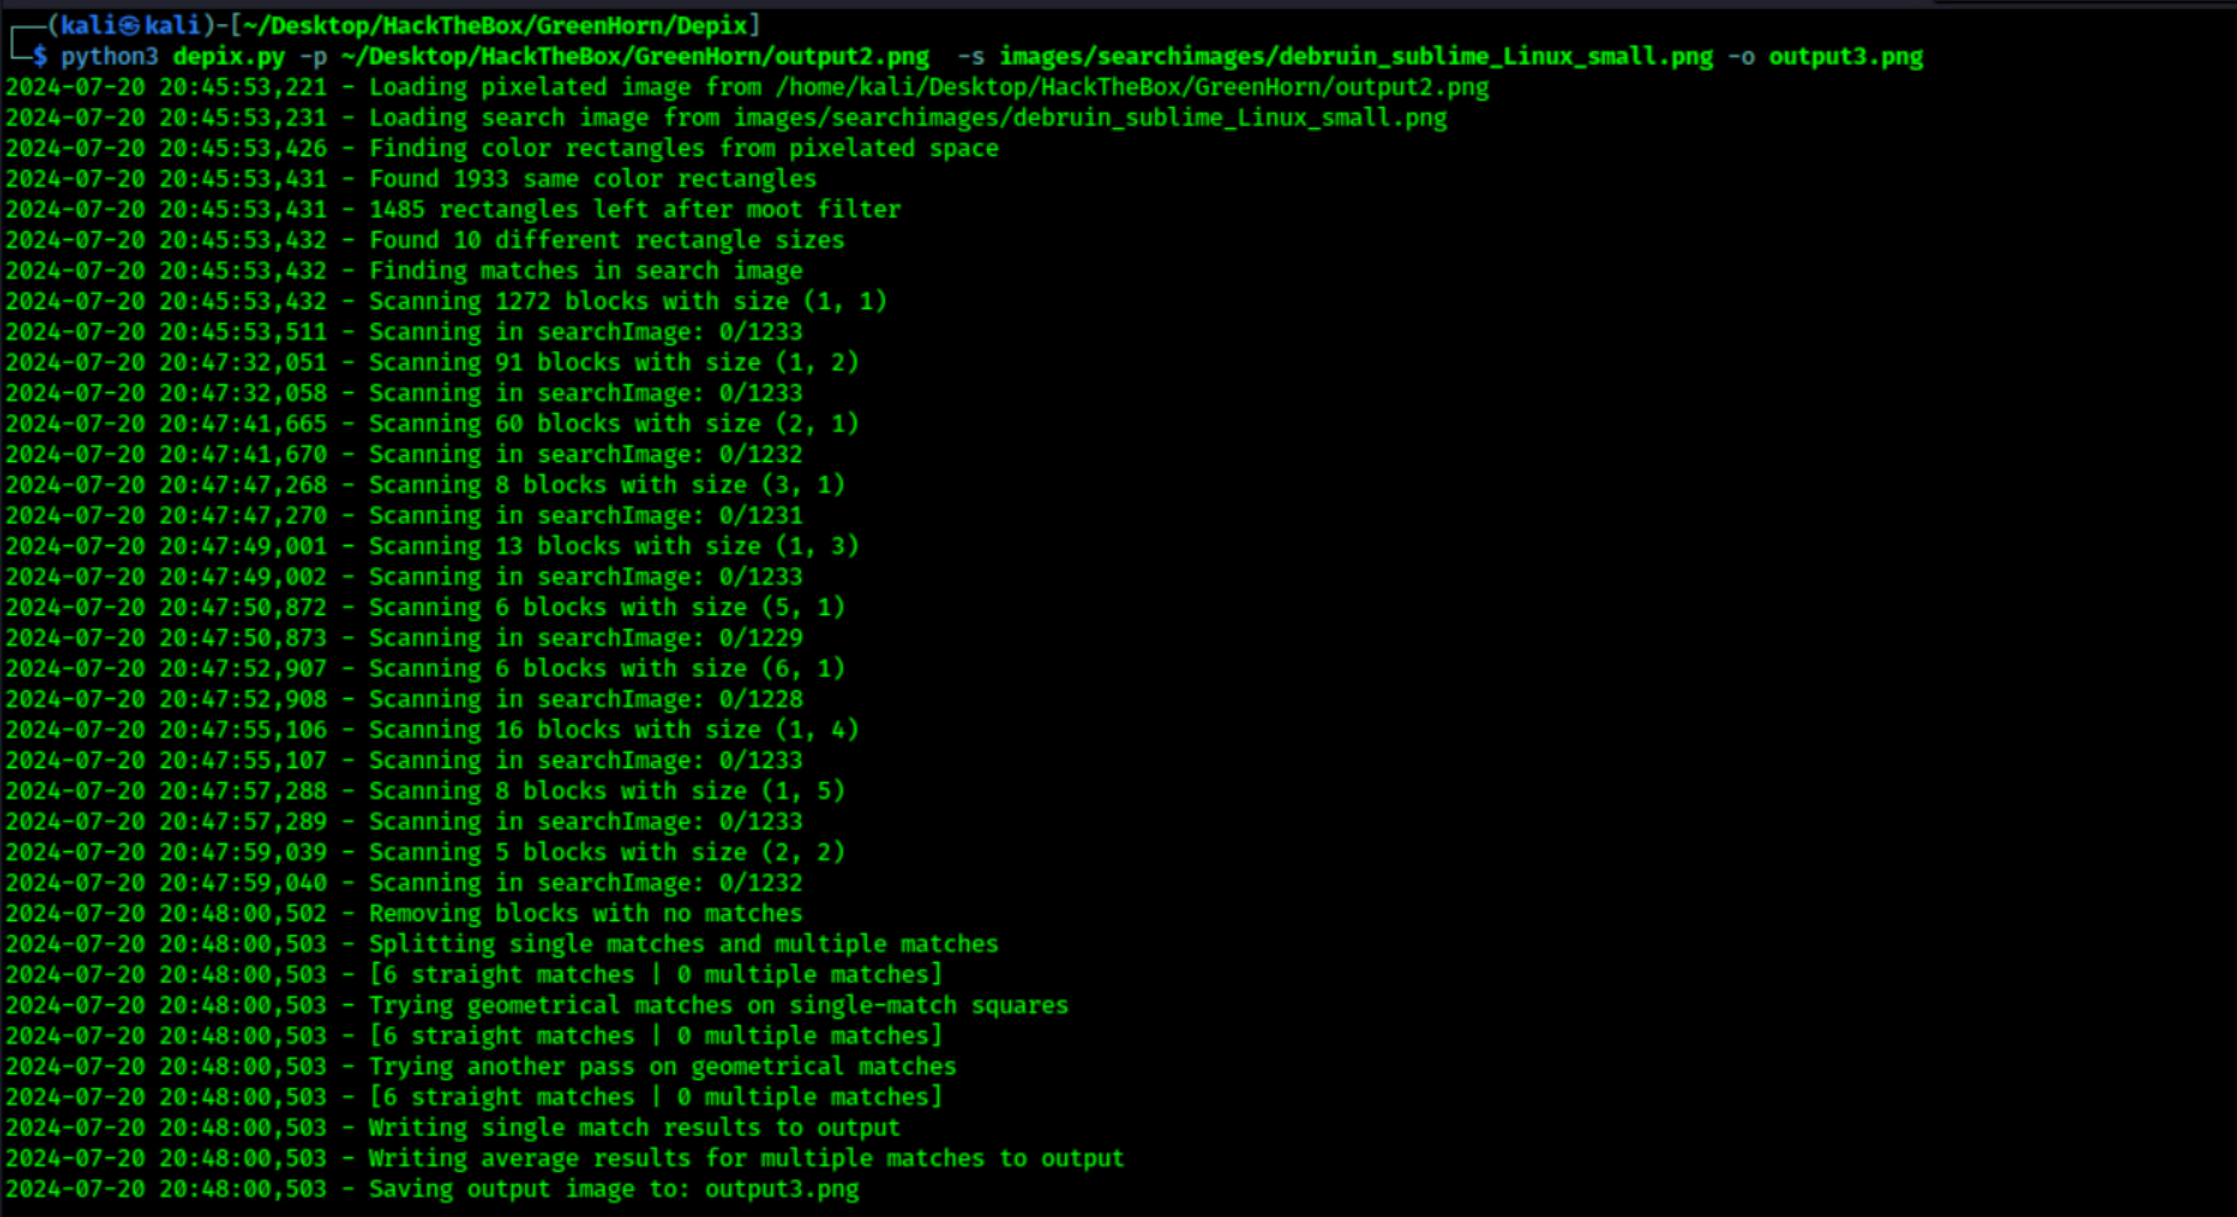 ┌──(kali㉿kali)-[~/Desktop/HackTheBox/GreenHorn/Depix]
└─$ python3 depix.py -p ~/Desktop/HackTheBox/GreenHorn/output2.png  -s images/searchimages/debruin_sublime_Linux_small.png -o output3.png
2024-07-20 20:45:53,221 - Loading pixelated image from /home/kali/Desktop/HackTheBox/GreenHorn/output2.png
2024-07-20 20:45:53,231 - Loading search image from images/searchimages/debruin_sublime_Linux_small.png
2024-07-20 20:45:53,426 - Finding color rectangles from pixelated space
2024-07-20 20:45:53,431 - Found 1933 same color rectangles
2024-07-20 20:45:53,431 - 1485 rectangles left after moot filter
2024-07-20 20:45:53,432 - Found 10 different rectangle sizes
2024-07-20 20:45:53,432 - Finding matches in search image
2024-07-20 20:45:53,432 - Scanning 1272 blocks with size (1, 1)
2024-07-20 20:45:53,511 - Scanning in searchImage: 0/1233
2024-07-20 20:47:32,051 - Scanning 91 blocks with size (1, 2)
2024-07-20 20:47:32,058 - Scanning in searchImage: 0/1233
2024-07-20 20:47:41,665 - Scanning 60 blocks with size (2, 1)
2024-07-20 20:47:41,670 - Scanning in searchImage: 0/1232
2024-07-20 20:47:47,268 - Scanning 8 blocks with size (3, 1)
2024-07-20 20:47:47,270 - Scanning in searchImage: 0/1231
2024-07-20 20:47:49,001 - Scanning 13 blocks with size (1, 3)
2024-07-20 20:47:49,002 - Scanning in searchImage: 0/1233
2024-07-20 20:47:50,872 - Scanning 6 blocks with size (5, 1)
2024-07-20 20:47:50,873 - Scanning in searchImage: 0/1229
2024-07-20 20:47:52,907 - Scanning 6 blocks with size (6, 1)
2024-07-20 20:47:52,908 - Scanning in searchImage: 0/1228
2024-07-20 20:47:55,106 - Scanning 16 blocks with size (1, 4)
2024-07-20 20:47:55,107 - Scanning in searchImage: 0/1233
2024-07-20 20:47:57,288 - Scanning 8 blocks with size (1, 5)
2024-07-20 20:47:57,289 - Scanning in searchImage: 0/1233
2024-07-20 20:47:59,039 - Scanning 5 blocks with size (2, 2)
2024-07-20 20:47:59,040 - Scanning in searchImage: 0/1232
2024-07-20 20:48:00,502 - Removing blocks with no matches
2024-07-20 20:48:00,503 - Splitting single matches and multiple matches
2024-07-20 20:48:00,503 - [6 straight matches | 0 multiple matches]
2024-07-20 20:48:00,503 - Trying geometrical matches on single-match squares
2024-07-20 20:48:00,503 - [6 straight matches | 0 multiple matches]
2024-07-20 20:48:00,503 - Trying another pass on geometrical matches
2024-07-20 20:48:00,503 - [6 straight matches | 0 multiple matches]
2024-07-20 20:48:00,503 - Writing single match results to output
2024-07-20 20:48:00,503 - Writing average results for multiple matches to output
2024-07-20 20:48:00,503 - Saving output image to: output3.png